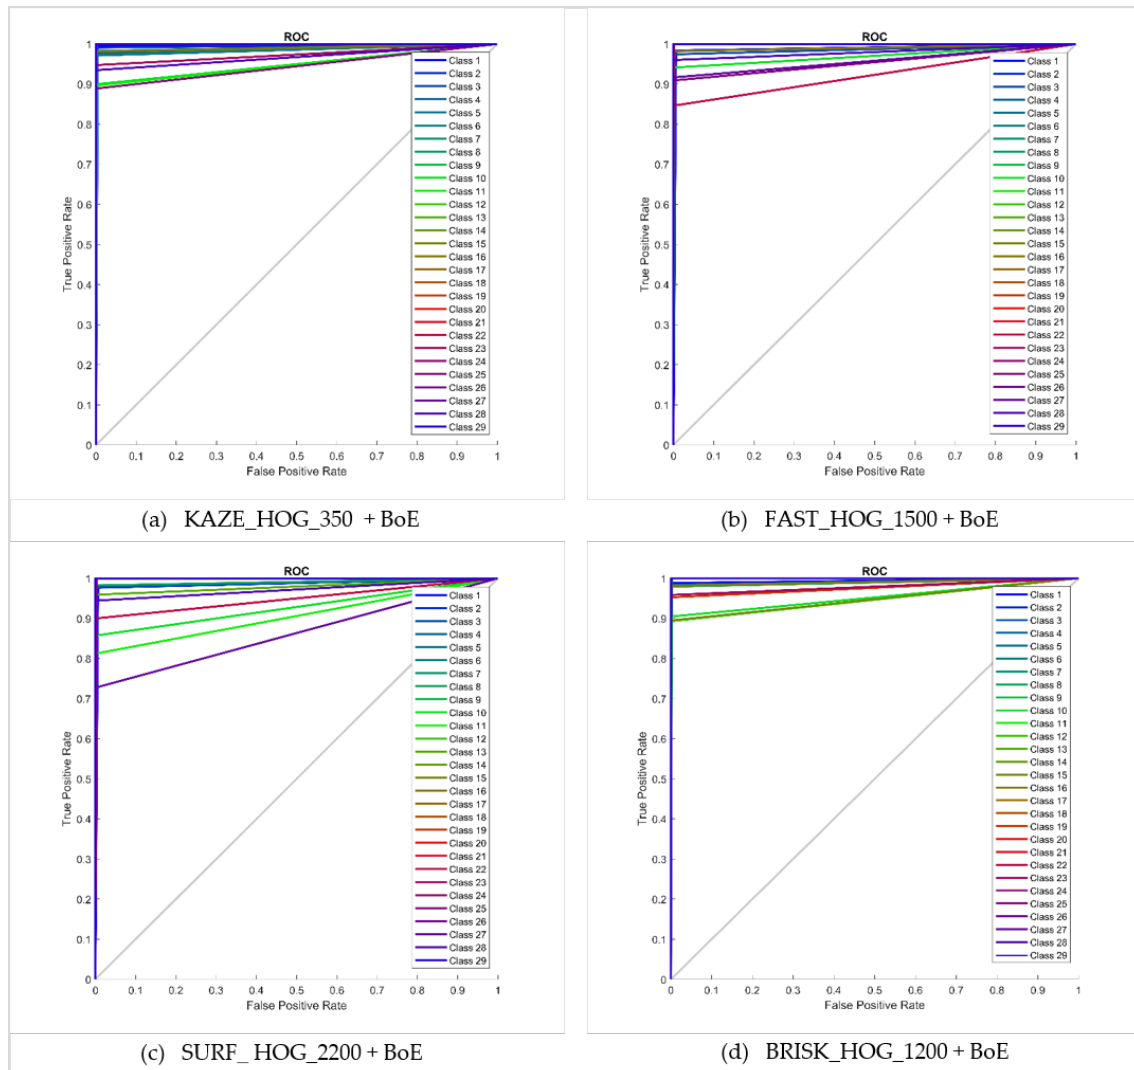 ROC
1
0.9
0.8
0.7
0.6
0.5
0.4
0.3
0.2
0.1
0
True Positive Rate
0 0.1 0.2 0.3 0.4 0.5 0.6 0.7 0.8 0.9 1
False Positive Rate
Class 1
Class 2
Class 3
Class 4
Class 5
Class 6
Class 7
Class 8
Class 9
Class 10
Class 11
Class 12
Class 13
Class 14
Class 15
Class 16
Class 17
Class 18
Class 19
Class 20
Class 21
Class 22
Class 23
Class 24
Class 25
Class 26
Class 27
Class 28
Class 29
(a) KAZE_HOG_350 + BoE
ROC
1
0.9
0.8
0.7
0.6
0.5
0.4
0.3
0.2
0.1
0
True Positive Rate
0 0.1 0.2 0.3 0.4 0.5 0.6 0.7 0.8 0.9 1
False Positive Rate
Class 1
Class 2
Class 3
Class 4
Class 5
Class 6
Class 7
Class 8
Class 9
Class 10
Class 11
Class 12
Class 13
Class 14
Class 15
Class 16
Class 17
Class 18
Class 19
Class 20
Class 21
Class 22
Class 23
Class 24
Class 25
Class 26
Class 27
Class 28
Class 29
(b) FAST_HOG_1500 + BoE
ROC
1
0.9
0.8
0.7
0.6
0.5
0.4
0.3
0.2
0.1
0
True Positive Rate
0 0.1 0.2 0.3 0.4 0.5 0.6 0.7 0.8 0.9 1
False Positive Rate
Class 1
Class 2
Class 3
Class 4
Class 5
Class 6
Class 7
Class 8
Class 9
Class 10
Class 11
Class 12
Class 13
Class 14
Class 15
Class 16
Class 17
Class 18
Class 19
Class 20
Class 21
Class 22
Class 23
Class 24
Class 25
Class 26
Class 27
Class 28
Class 29
(c) SURF_ HOG_2200 + BoE
ROC
1
0.9
0.8
0.7
0.6
0.5
0.4
0.3
0.2
0.1
0
True Positive Rate
0 0.1 0.2 0.3 0.4 0.5 0.6 0.7 0.8 0.9 1
False Positive Rate
Class 1
Class 2
Class 3
Class 4
Class 5
Class 6
Class 7
Class 8
Class 9
Class 10
Class 11
Class 12
Class 13
Class 14
Class 15
Class 16
Class 17
Class 18
Class 19
Class 20
Class 21
Class 22
Class 23
Class 24
Class 25
Class 26
Class 27
Class 28
Class 29
(d) BRISK_HOG_1200 + BoE